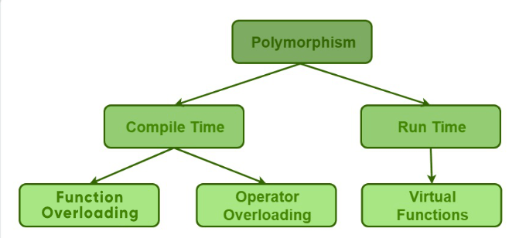 Polymorphism
Compile Time
Run Time
Function
Overloading
Operator
Overloading
Virtual
Functions